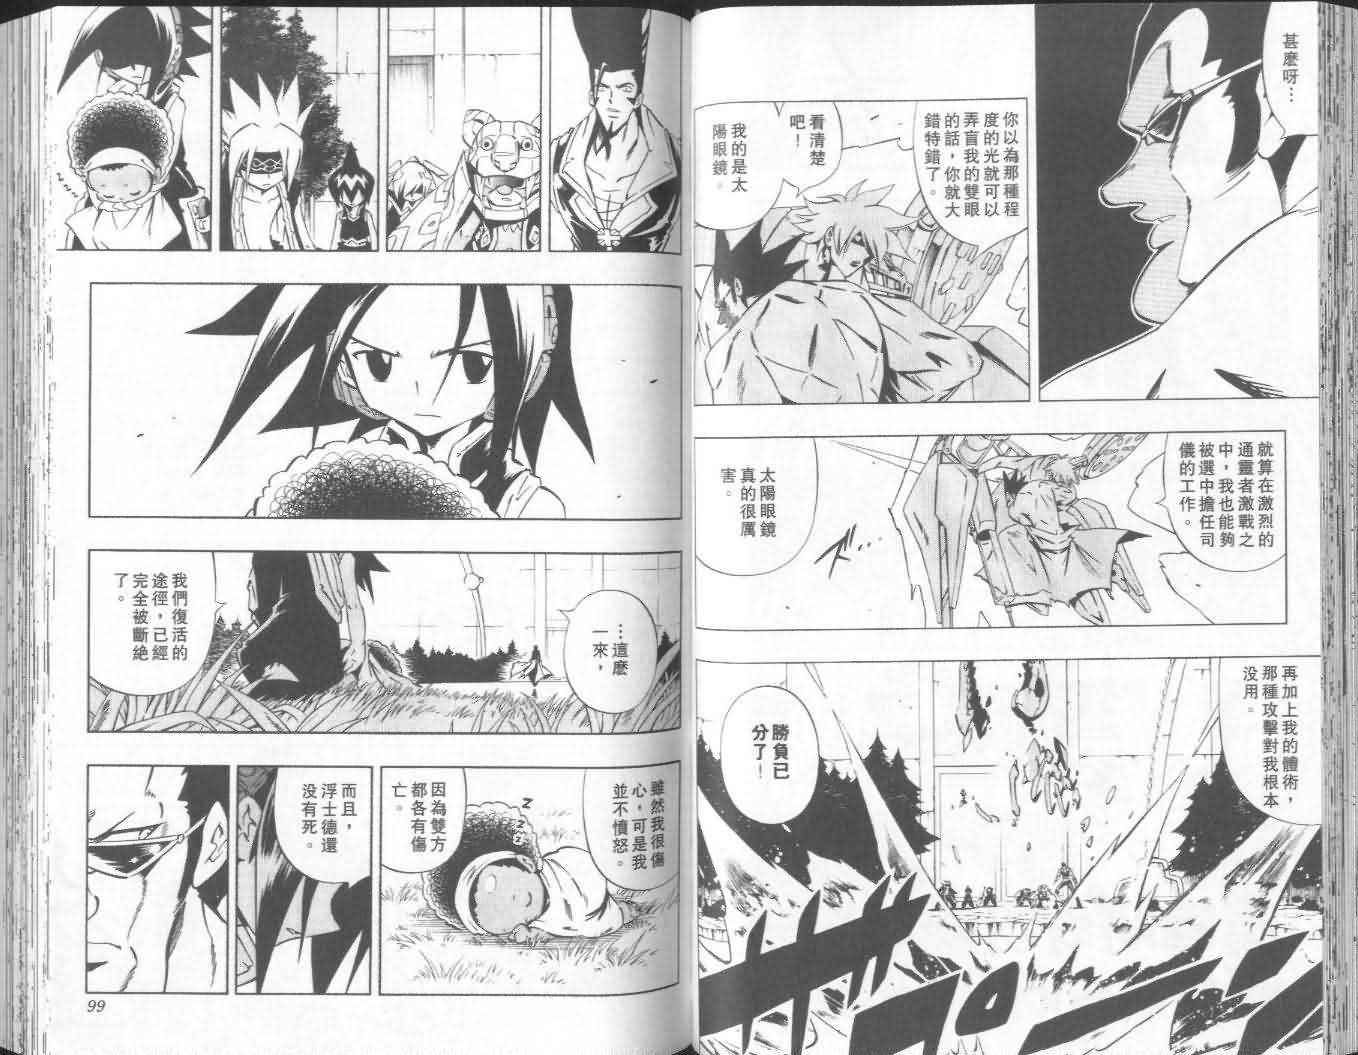 甚麽呀…
你以為那種程
度的光就可以
弄盲我的雙眼
的話，你就大
錯特錯了。
看清楚
吧！
我的是太
陽眼鏡。
就算在激烈的
通靈者激戰之
中，我也能夠
被選中擔任司
儀的工作。
太陽眼鏡
真的很厲
害。
再加上我的體術，
那種攻擊對我根本
没用。
勝負已
分了！
…這麽
一來，
我們復活的
途徑，已經
完全被斷絶
了。
雖然我很傷
心，可是我
並不憤怒。
因為雙方
都各有傷
亡。
z
z
z
而且，
浮士德還
没有死。
99